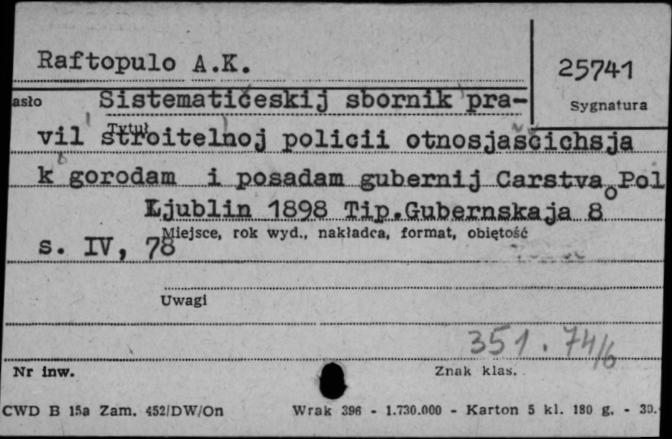 Raftopulo A.K.
25741
Sygnatura
asło Sistematičeskij sbornik pra-
Tytuł
vil stroitelnoj policii otnosjaščichsja
k gorodam i posadam gubernij Carstva Pol
Ljublin 1898 Tip.Gubernskaja 8°
Miejsce, rok wyd., nakładca, format, objętość
s. IV, 78
Uwagi
351.74/6
Nr inw.
Znak klas.
CWD B 15a Zam. 452/DW/On Wrak 396 - 1.730.000 - Karton 5 kl. 180 g. - 30.